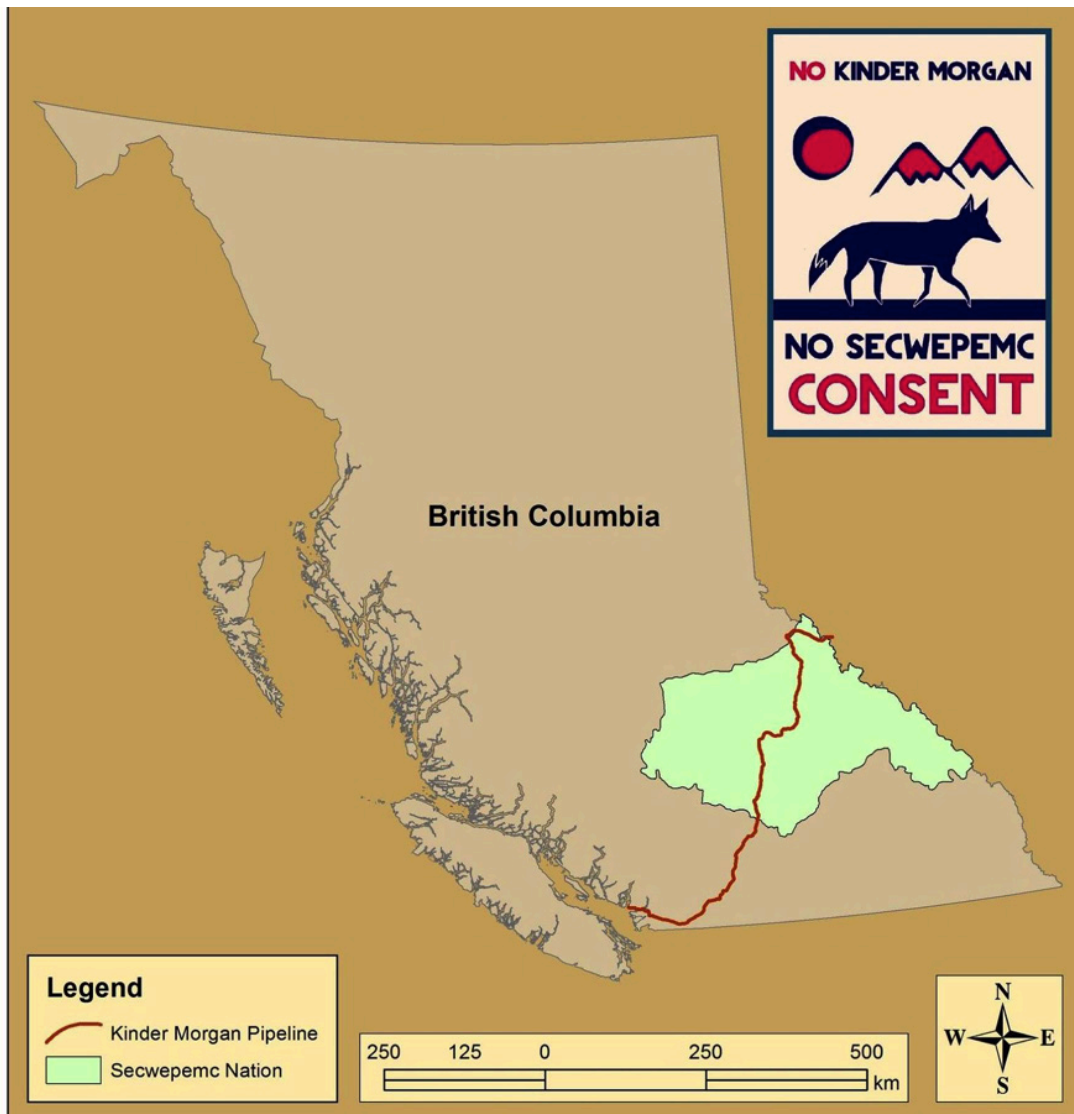 NO KINDER MORGAN
NO SECWEPEMC
CONSENT
British Columbia
Legend
Kinder Morgan Pipeline
Secwepemc Nation
250 125 0 250 500
km
N
W E
S